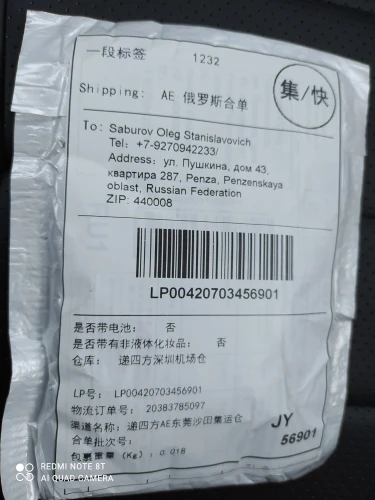 一段标签 1232
集/快
Shipping: AE 俄罗斯合单
To: Saburov Oleg Stanislavovich
Tel: +7-9270942233/
Address: ул. Пушкина, дом 43,
квартира 287, Penza, Penzenskaya
oblast, Russian Federation
ZIP: 440008
LP00420703456901
是否带电池: 否
是否带有非液体化妆品: 否
仓库: 递四方深圳机场仓
LP号: LP00420703456901
物流订单号: 20383785097
渠道名称: 递四方AE东莞沙田集运仓
合单批次号:
JY
56901
包裹重量 (Kg): 0.018
REDMI NOTE 8T
AI QUAD CAMERA